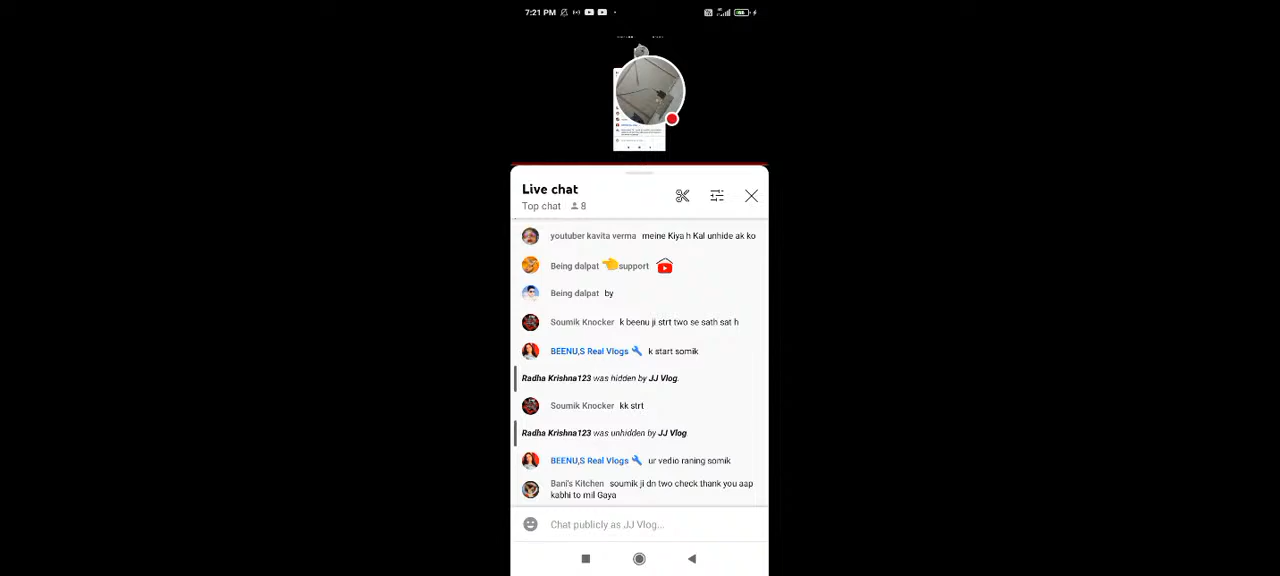 7:21 PM
Live chat
Top chat 8
youtuber kavita verma meine Kiya h Kal unhide ak ko
Being dalpat 👈support
Being dalpat by
Soumik Knocker k beenu ji strt two se sath sat h
BEENU,S Real Vlogs k start somik
Radha Krishna123 was hidden by JJ Vlog.
Soumik Knocker kk strt
Radha Krishna123 was unhidden by JJ Vlog.
BEENU,S Real Vlogs ur vedio raning somik
Bani's Kitchen soumik ji dn two check thank you aap
kabhi to mil Gaya
Chat publicly as JJ Vlog...